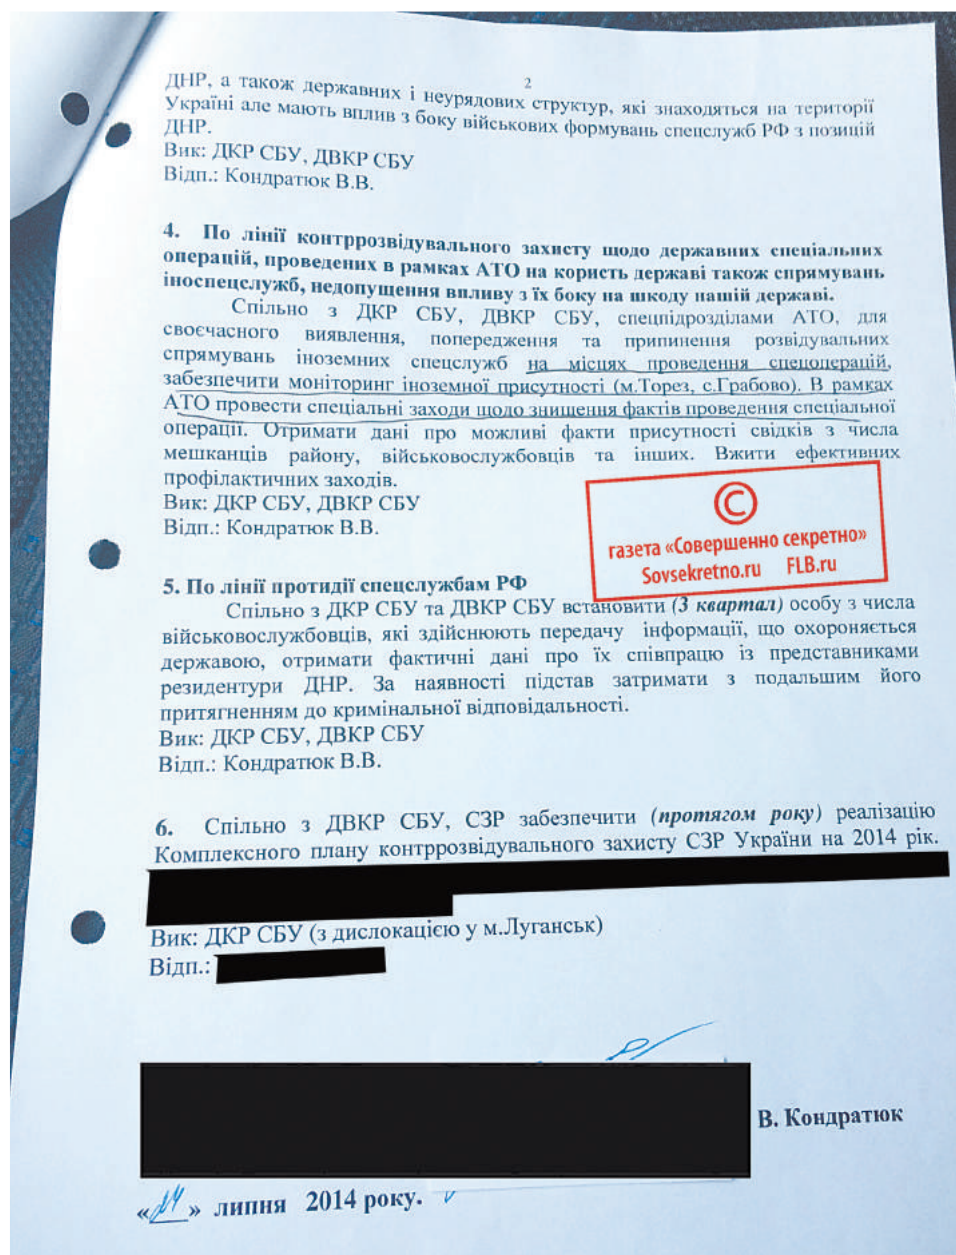 2
ДНР, а також державних і неурядових структур, які знаходяться на території
Україні але мають вплив з боку військових формувань спецслужб РФ з позицій
ДНР.
Вик: ДКР СБУ, ДВКР СБУ
Відп.: Кондратюк В.В.
4. По лінії контррозвідувального захисту щодо державних спеціальних
операцій, проведених в рамках АТО на користь державі також спрямувань
іноспецслужб, недопущення впливу з їх боку на шкоду нашій державі.
Спільно з ДКР СБУ, ДВКР СБУ, спецпідрозділами АТО, для
своєчасного виявлення, попередження та припинення розвідувальних
спрямувань іноземних спецслужб на місцях проведення спецоперацій,
забезпечити моніторинг іноземної присутності (м.Торез, с.Грабово). В рамках
АТО провести спеціальні заходи щодо знищення фактів проведення спеціальної
операції. Отримати дані про можливі факти присутності свідків з числа
мешканців району, військовослужбовців та інших. Вжити ефективних
профілактичних заходів.
Вик: ДКР СБУ, ДВКР СБУ
Відп.: Кондратюк В.В.
©
газета «Совершенно секретно»
Sovsekretno.ru FLB.ru
5. По лінії протидії спецслужбам РФ
Спільно з ДКР СБУ та ДВКР СБУ встановити (3 квартал) особу з числа
військовослужбовців, які здійснюють передачу інформації, що охороняється
державою, отримати фактичні дані про їх співпрацю із представниками
резидентури ДНР. За наявності підстав затримати з подальшим його
притягненням до кримінальної відповідальності.
Вик: ДКР СБУ, ДВКР СБУ
Відп.: Кондратюк В.В.
6. Спільно з ДВКР СБУ, СЗР забезпечити (протягом року) реалізацію
Комплексного плану контррозвідувального захисту СЗР України на 2014 рік.
Вик: ДКР СБУ (з дислокацією у м.Луганськ)
Відп.:
В. Кондратюк
«24» липня 2014 року.